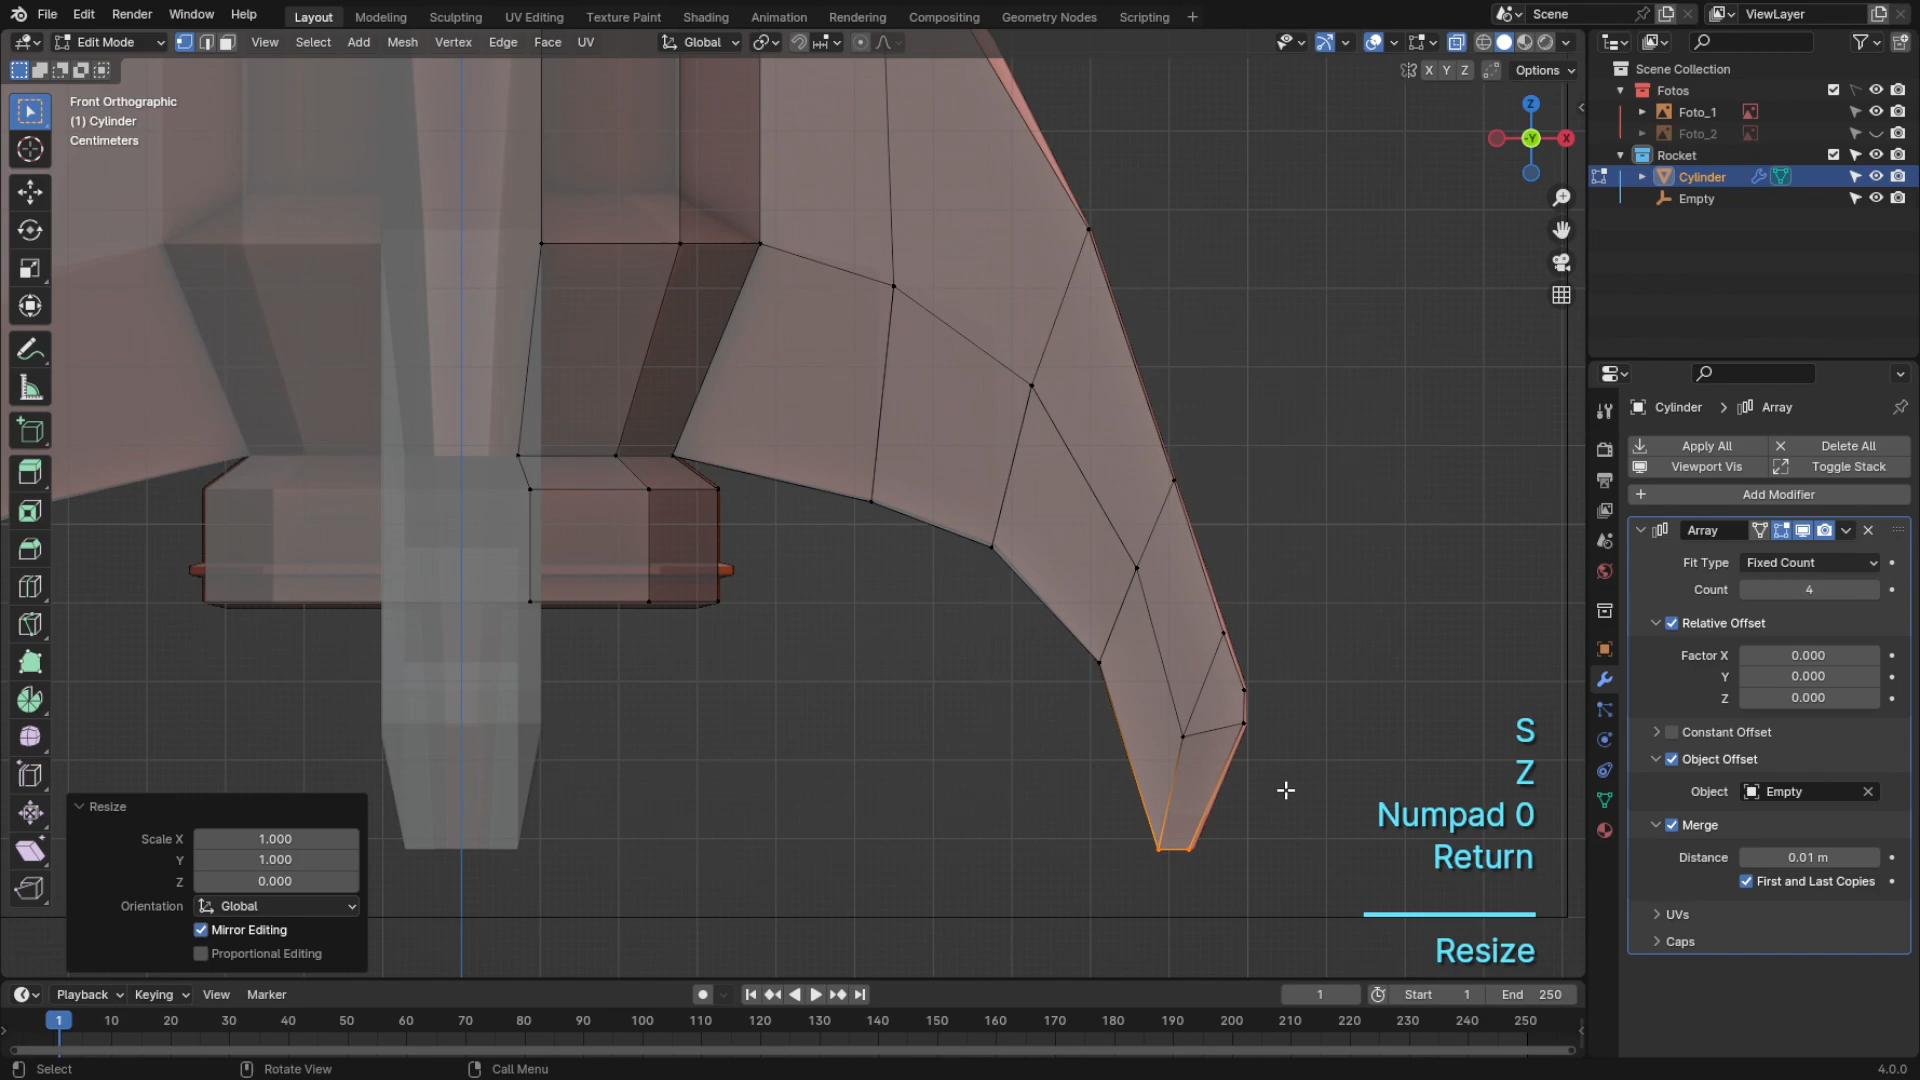 File Edit Render Window Help Layout Modeling Sculpting UV Editing Texture Paint Shading Animation Rendering Compositing Geometry Nodes Scripting + Scene ViewLayer
Edit Mode View Select Add Mesh Vertex Edge Face UV Global
X Y Z Options
Front Orthographic
(1) Cylinder
Centimeters
Z
-Y X
Scene Collection
Fotos
Foto_1
Foto_2
Rocket
Cylinder
Empty
Cylinder > Array
Apply All Delete All
Viewport Vis Toggle Stack
Add Modifier
Array
Fit Type Fixed Count
Count 4
Relative Offset
Factor X 0.000
Y 0.000
Z 0.000
Constant Offset
Object Offset
Object Empty
Merge
Distance 0.01 m
First and Last Copies
UVs
Caps
S
Z
Numpad 0
Return
Resize
Resize
Scale X 1.000
Y 1.000
Z 0.000
Orientation Global
Mirror Editing
Proportional Editing
Playback Keying View Marker 1 Start 1 End 250
1 10 20 30 40 50 60 70 80 90 100 110 120 130 140 150 160 170 180 190 200 210 220 230 240 250
Select Rotate View Call Menu 4.0.0